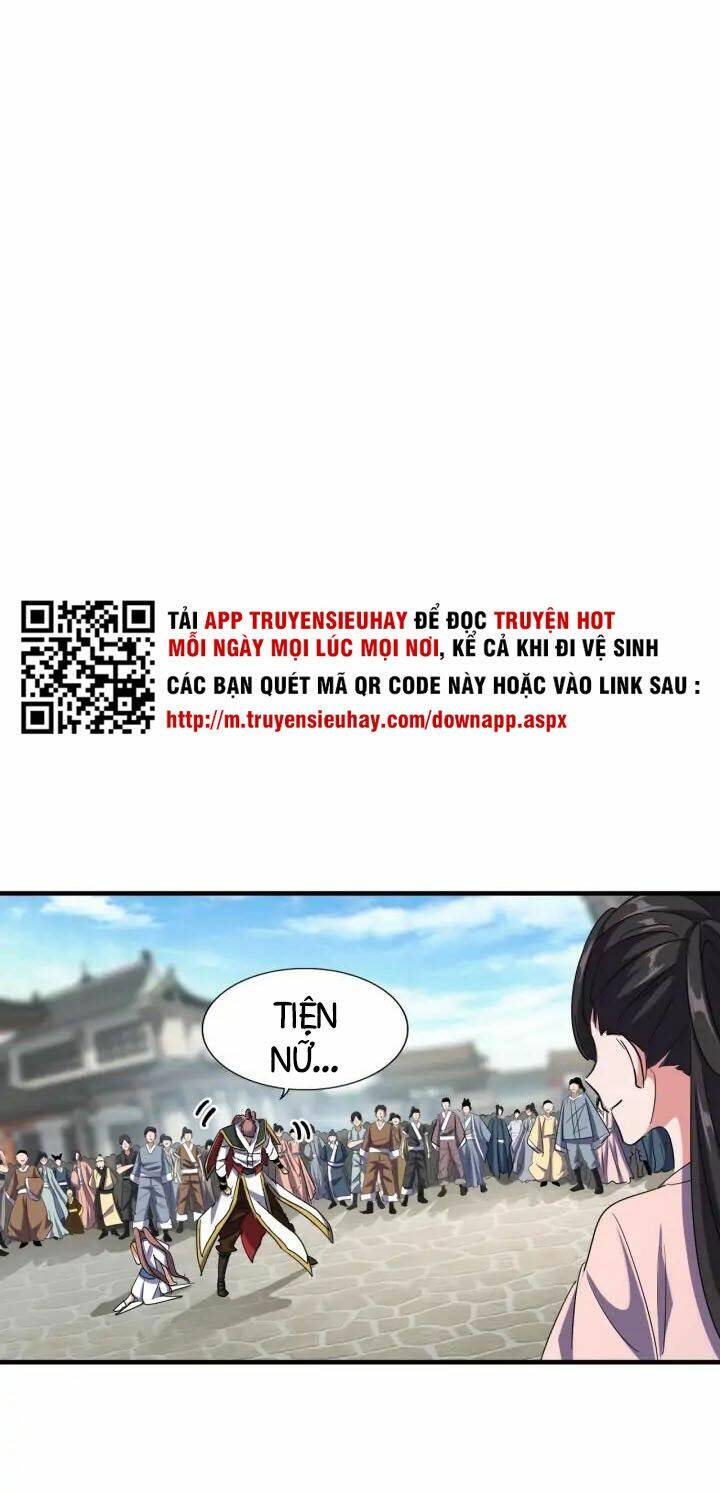 TẢI APP TRUYENSIEUHAY ĐỂ ĐỌC TRUYỆN HOT
MỖI NGÀY MỌI LÚC MỌI NƠI, KỂ CẢ KHI ĐI VỆ SINH
CÁC BẠN QUÉT MÃ QR CODE NÀY HOẶC VÀO LINK SAU :
http://m.truyensieuhay.com/downapp.aspx
TIỆN
NỮ...